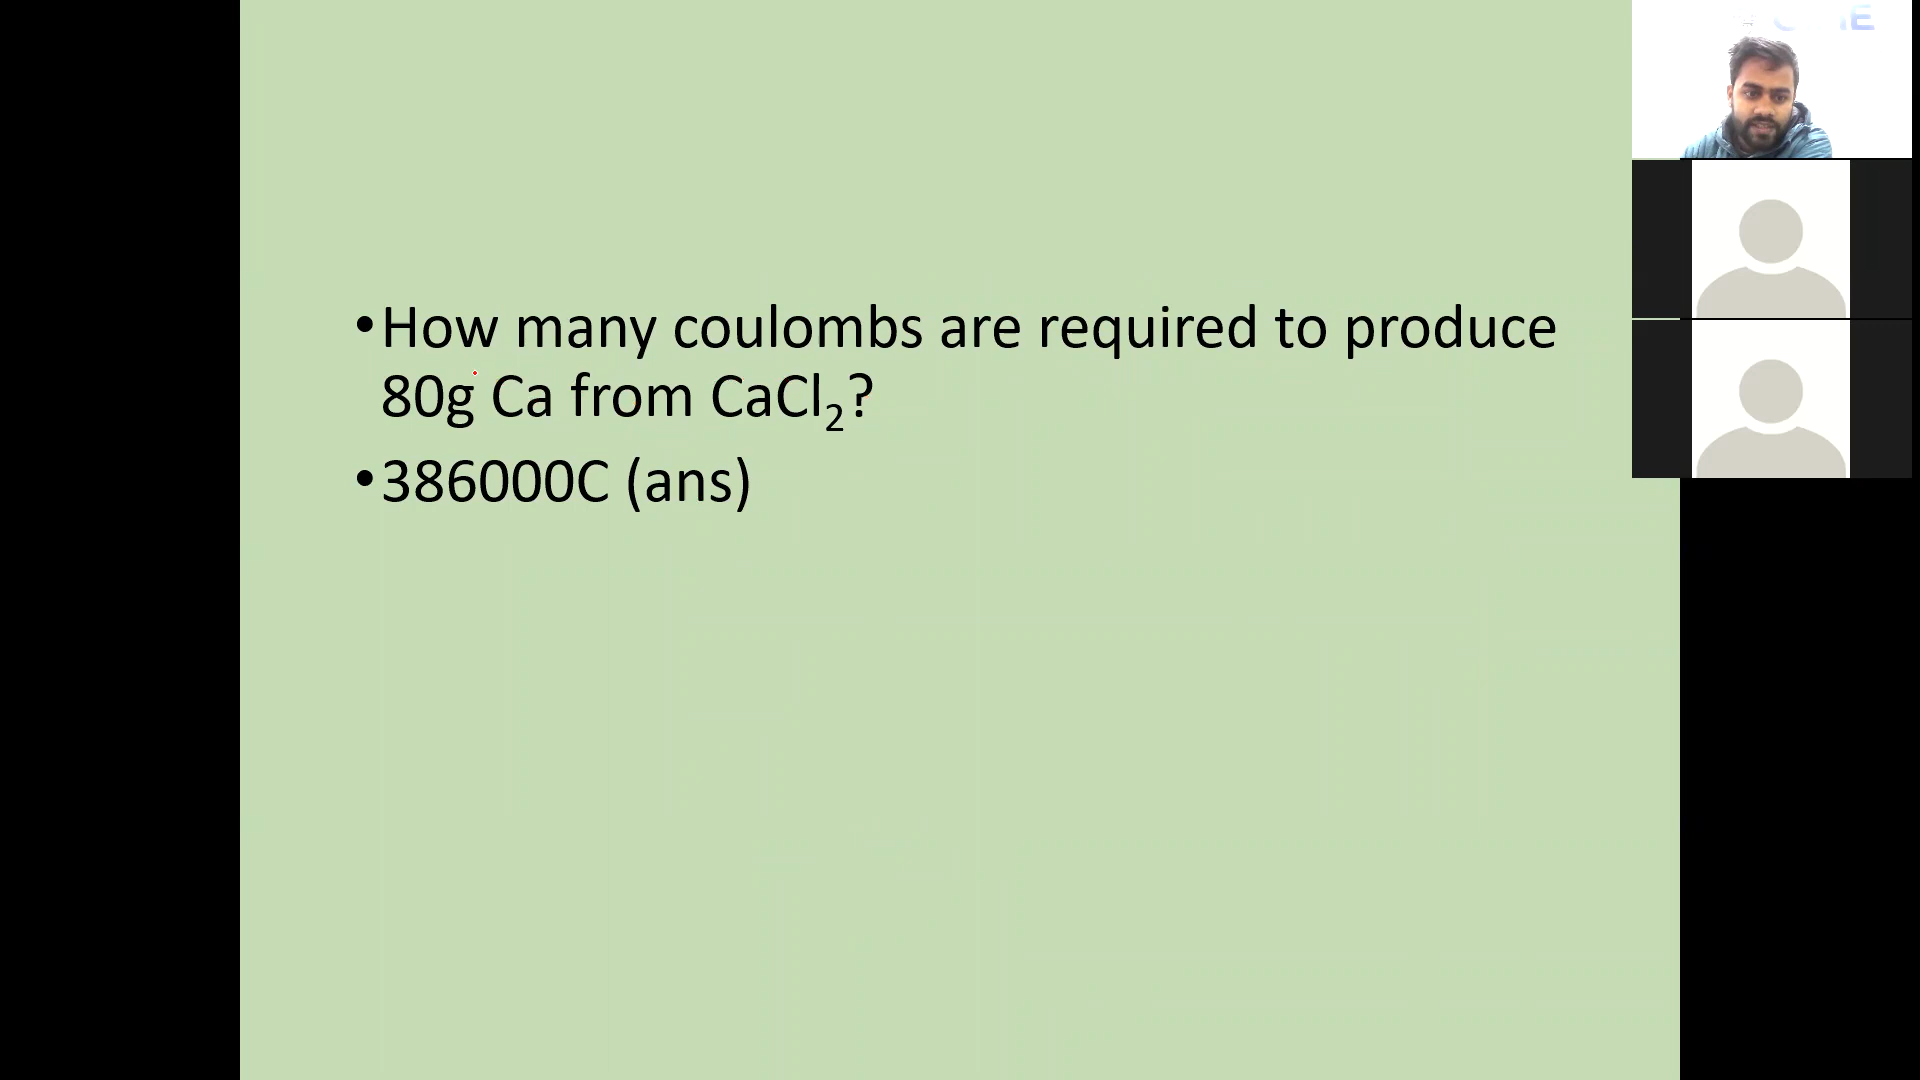 •How many coulombs are required to produce
80g Ca from CaCl₂?
•386000C (ans)